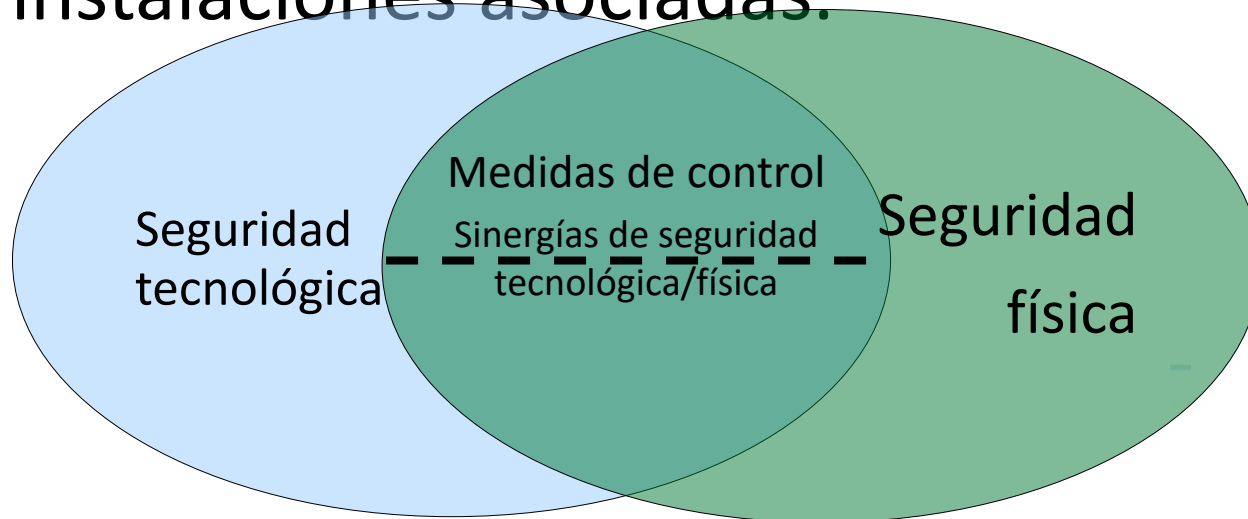 instalaciones asociadas.
Medidas de control
Sinergías de seguridad
tecnológica/física
Seguridad
tecnológica
Seguridad
física